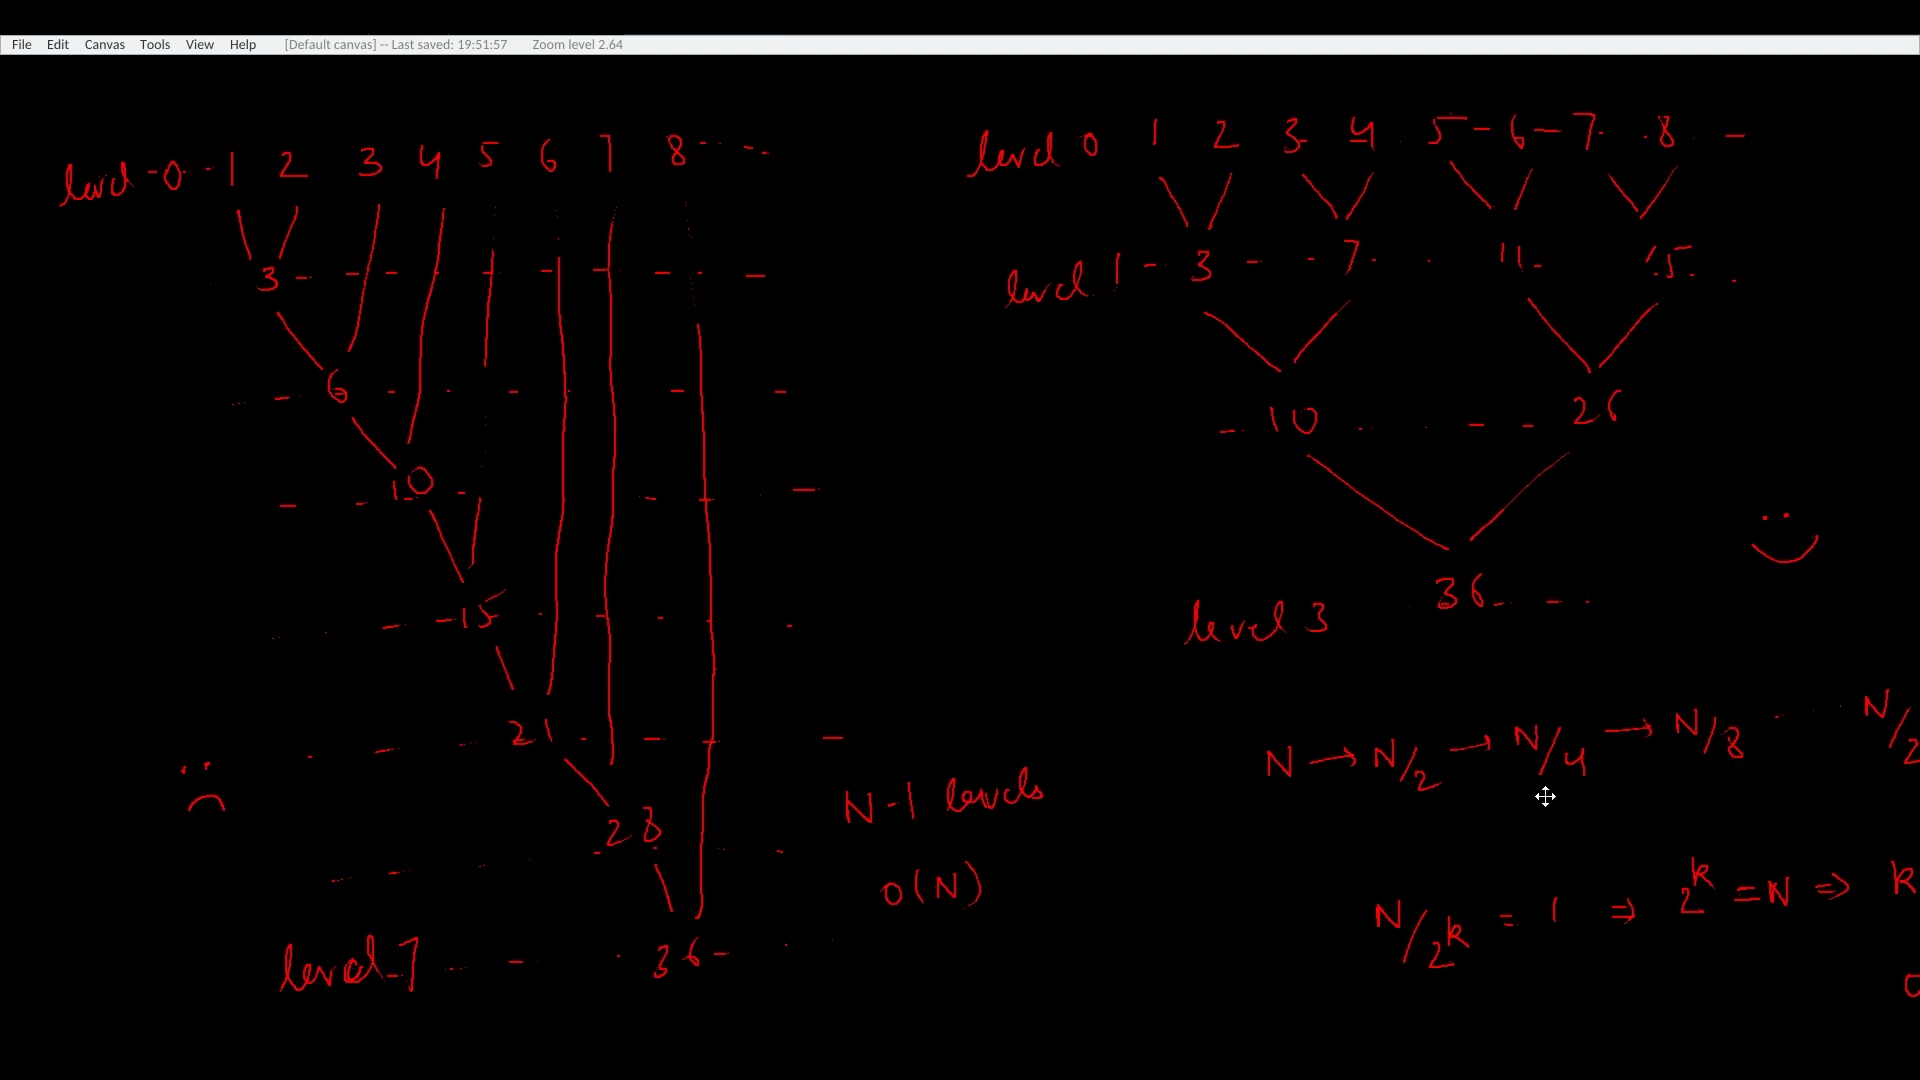 File Edit Canvas Tools View Help [Default canvas] -- Last saved: 19:51:57 Zoom level 2.64
level 0 1 2 3 4 5 6 7 8
3
6
10
15
21
28
level 7 36
N-1 levels
O(N)
level 0 1 2 3 4 5 6 7 8
level 1 3 7 11 15
10 26
36
level 3
N → N/2 → N/4 → N/8 N/2
N/2^k = 1 ⇒ 2^k = N ⇒ k